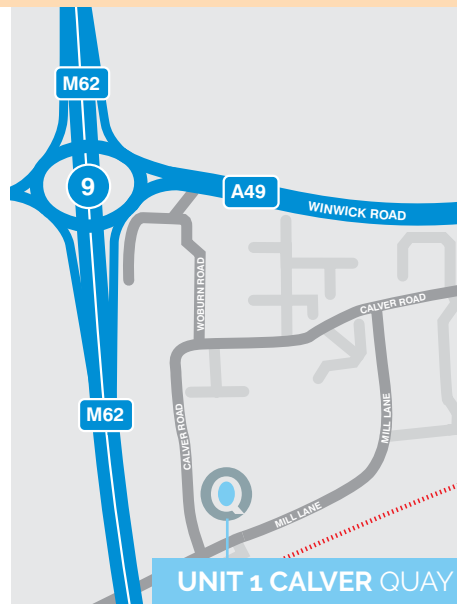 M62
9
A49
WINWICK ROAD
WOBURN ROAD
CALVER ROAD
M62
CALVER ROAD
MILL LANE
Q
MILL LANE
UNIT 1 CALVER QUAY